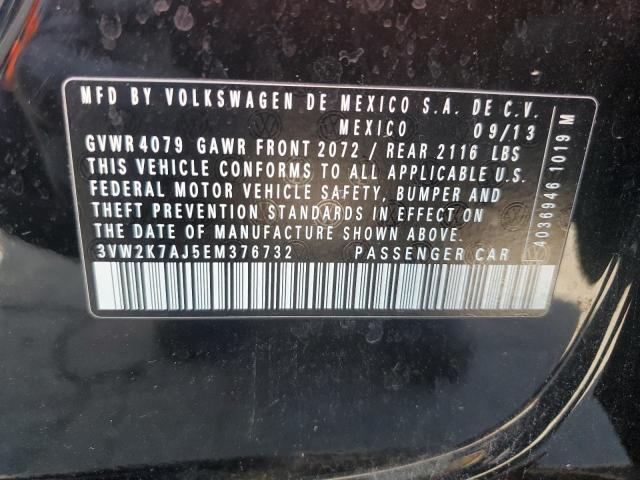 MFD BY VOLKSWAGEN DE MEXICO S.A. DE C.V.
MEXICO 09/13
GVWR 4079 GAWR FRONT 2072 / REAR 2116 LBS
THIS VEHICLE CONFORMS TO ALL APPLICABLE U.S.
FEDERAL MOTOR VEHICLE SAFETY, BUMPER AND
THEFT PREVENTION STANDARDS IN EFFECT ON
THE DATE OF MANUFACTURE SHOWN ABOVE.
3VW2K7AJ5EM376732 PASSENGER CAR
4036946 1019 M